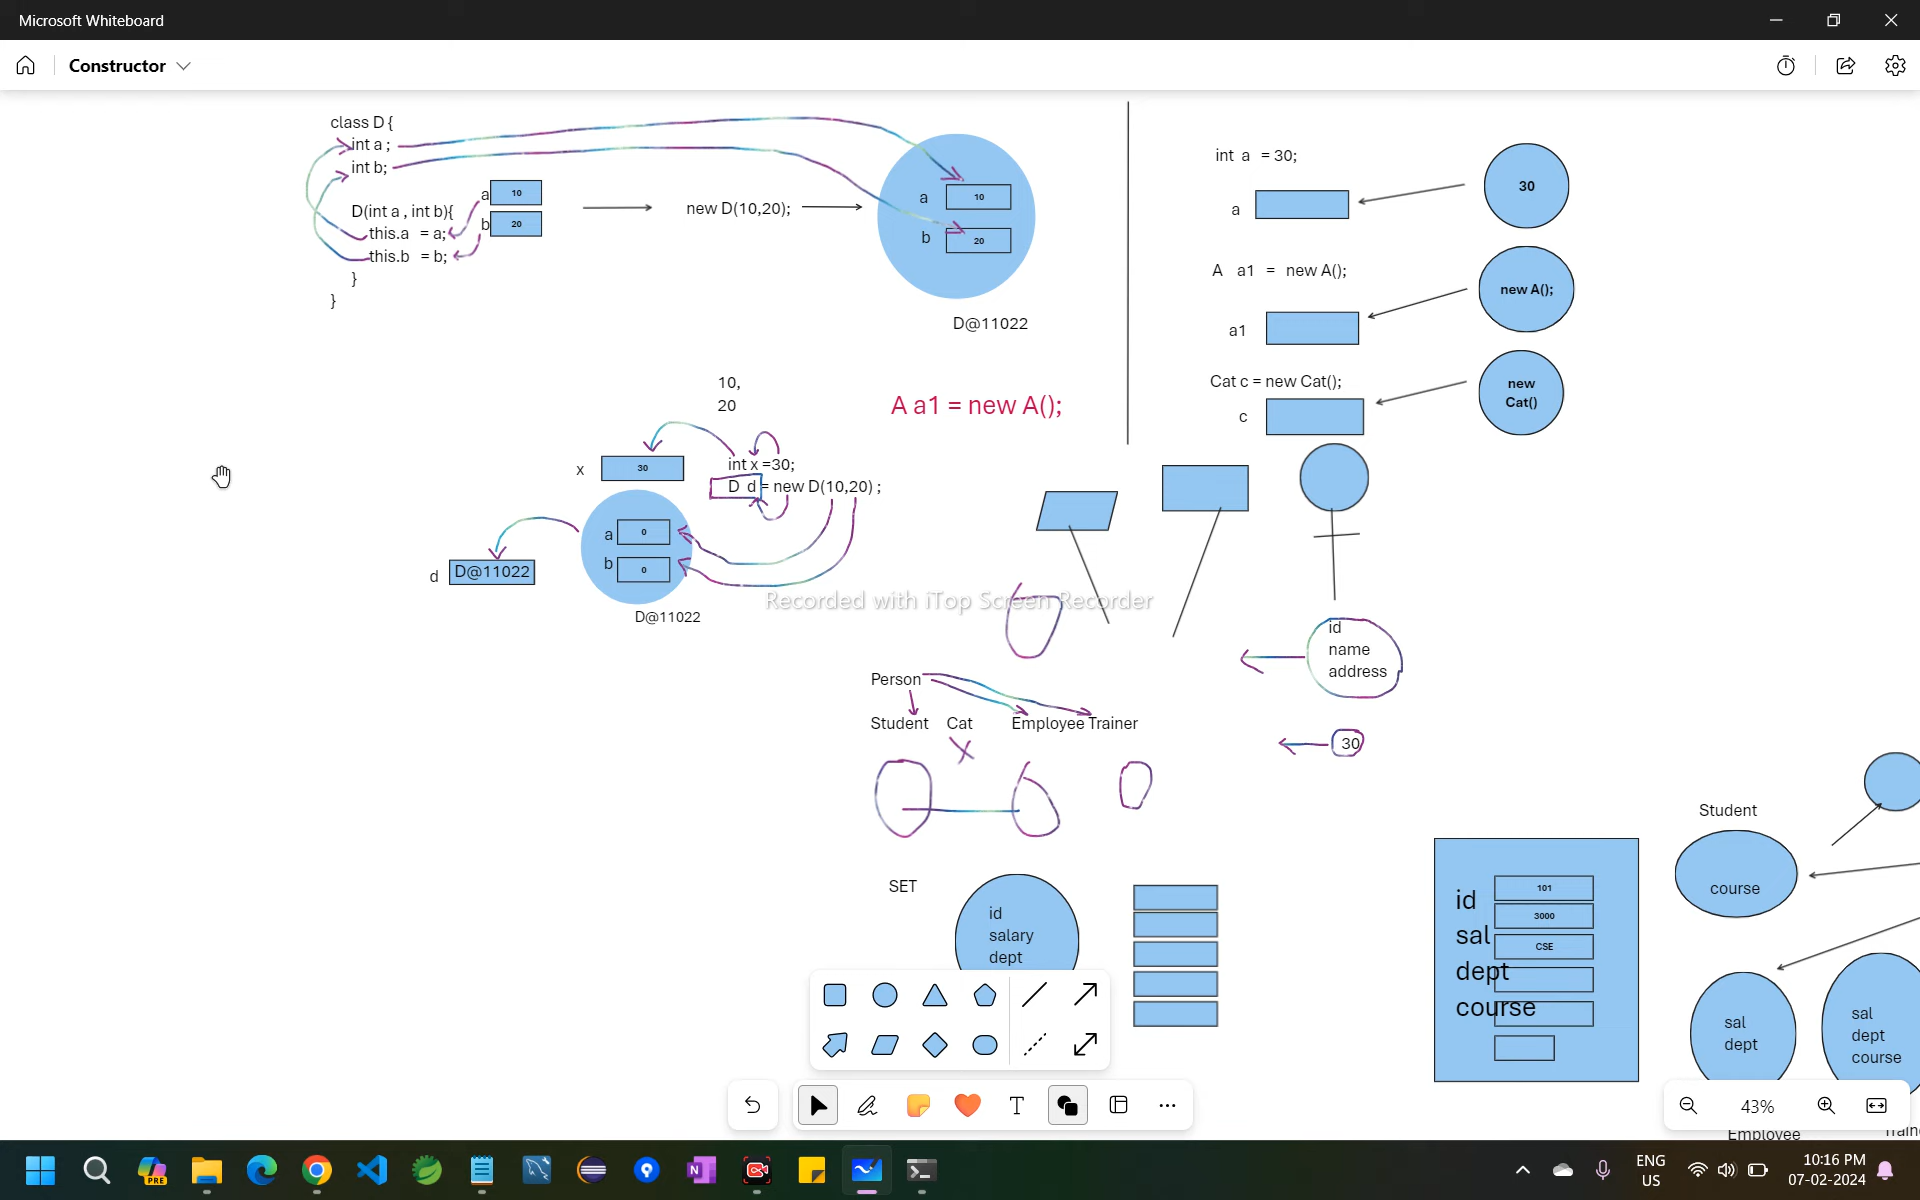 Microsoft Whiteboard
Constructor
class D {
int a ;
int b;
D(int a , int b){
this.a = a;
this.b = b;
}
}
a 10
b 20
new D(10,20);
a 10
b 20
D@11022
int a = 30;
a
30
A a1 = new A();
a1
new A();
Cat c = new Cat();
c
new
Cat()
10,
20
A a1 = new A();
x 30
int x =30;
D d = new D(10,20) ;
a 0
b 0
d D@11022
D@11022
Recorded with iTop Screen Recorder
id
name
address
30
Person
Student Cat Employee Trainer
SET
id
salary
dept
id
sal
dept
course
101
3000
CSE
Student
course
sal
dept
sal
dept
course
Employee
43%
PRE
ENG
US
10:16 PM
07-02-2024